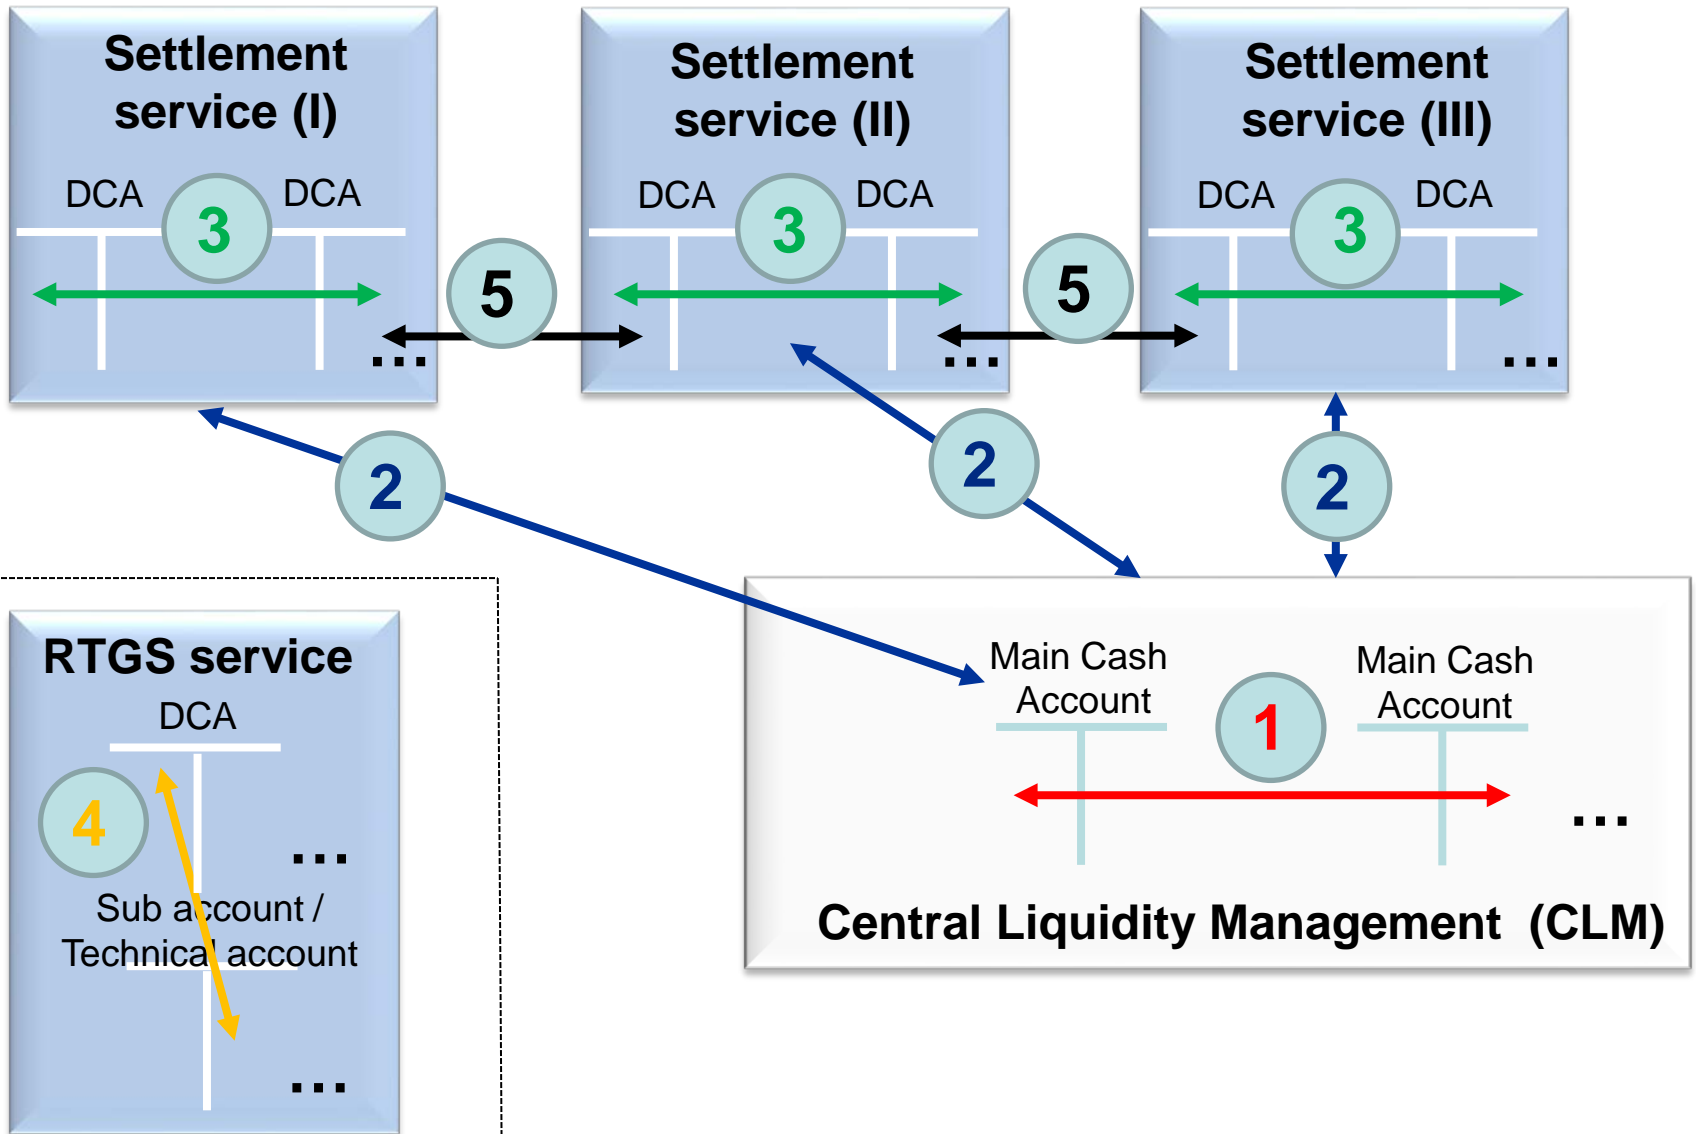 Settlement
service (I)
DCA
3
DCA
...
5
Settlement
service (II)
DCA
3
DCA
...
5
Settlement
service (III)
DCA
3
DCA
...
2
2
2
RTGS service
DCA
4
...
Sub account /
Technical account
...
Main Cash
Account
1
Main Cash
Account
...
Central Liquidity Management (CLM)